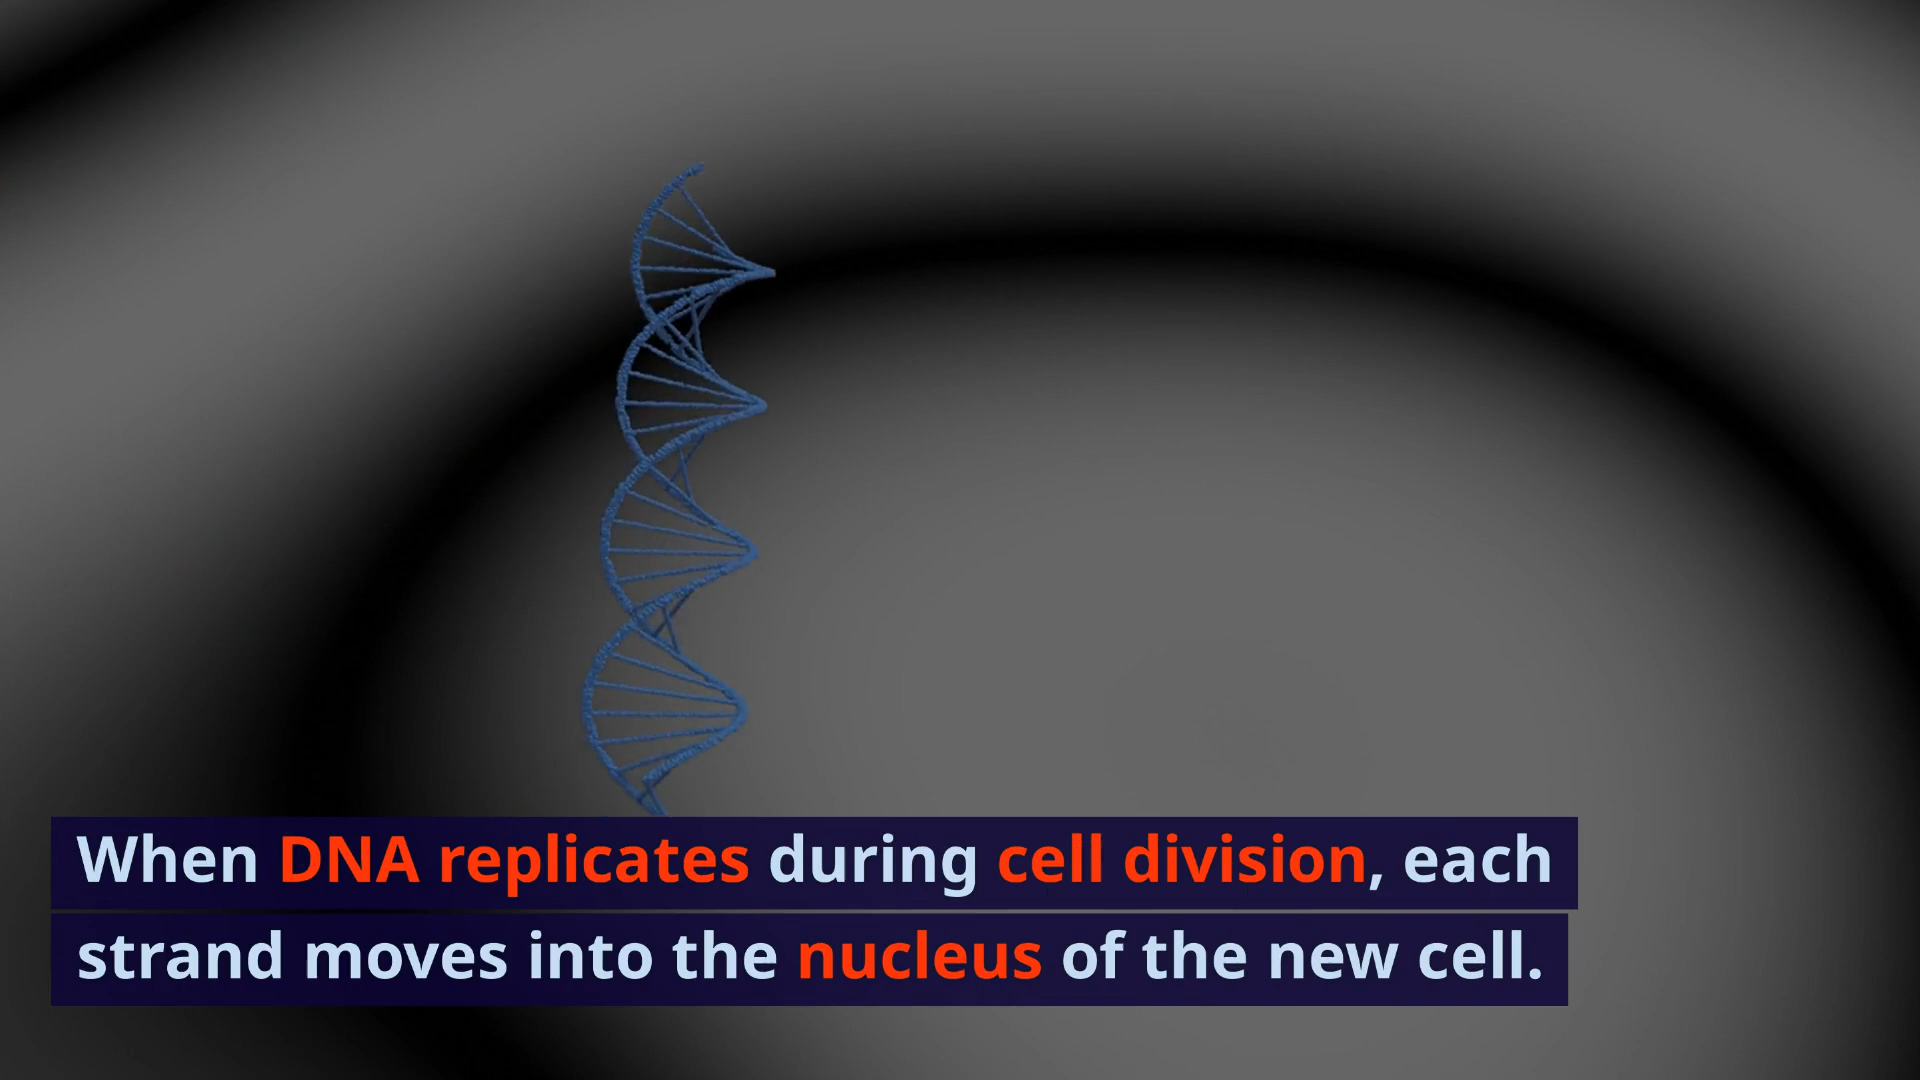 When DNA replicates during cell division, each
strand moves into the nucleus of the new cell.